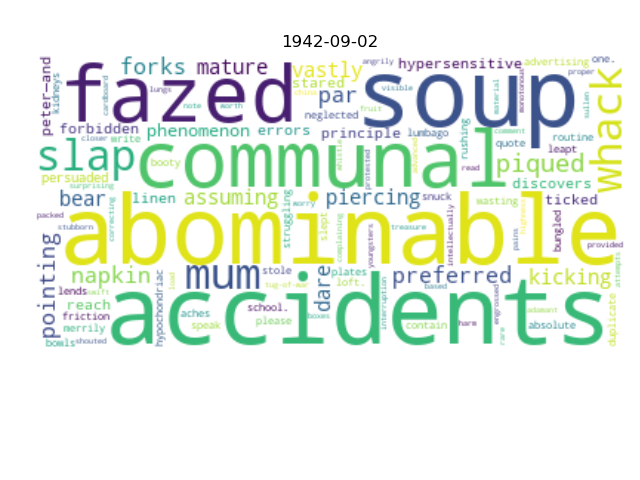 1942-09-02
peter—and
kidneys
cardboard
forks
mature
vastly
hypersensitive
advertising
one.
proper
fazed
soup
lungs
note
worth
stared
par
neglected
angrily
visible
fruit
material
monotonous
sullen
whack
forbidden
closer
write
phenomenon
errors
principle
lumbago
rushing
comment
quote
routine
leapt
slap
communal
booty
whistle
protested
advanced
read
piqued
discovers
persuaded
surprising
bear
linen
assuming
struggling
worry
piercing
snuck
wasting
ticked
packed
stubborn
correcting
abominable
slept
complaining
treasure
youngsters
intellectually
pains
bungled
provided
attempts
pointing
napkin
hypochondriac
load
mum
stole
tug-of-war
dare
plates
loft.
interruption
preferred
based
kicking
lends
swift
reach
friction
merrily
bowls
shouted
accidents
aches
speak
school.
please
boxes
contain
harm
engrossed
rare
adamant
absolute
duplicate